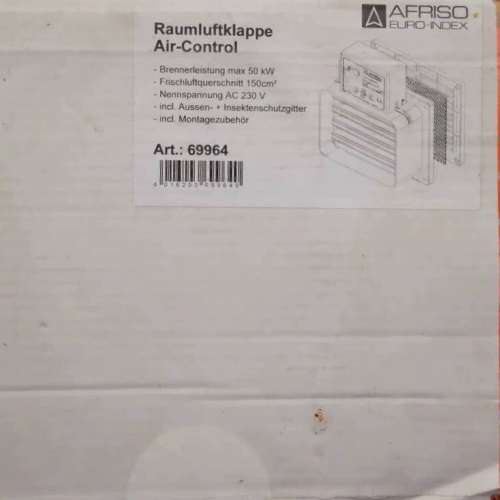 Raumluftklappe
Air-Control
- Brennerleistung max 50 kW
- Frischluftquerschnitt 150cm²
- Nennspannung AC 230 V
- incl. Aussen- + Insektenschutzgitter
- incl. Montagezubehör
Art.: 69964
AFRISO
EURO-INDEX